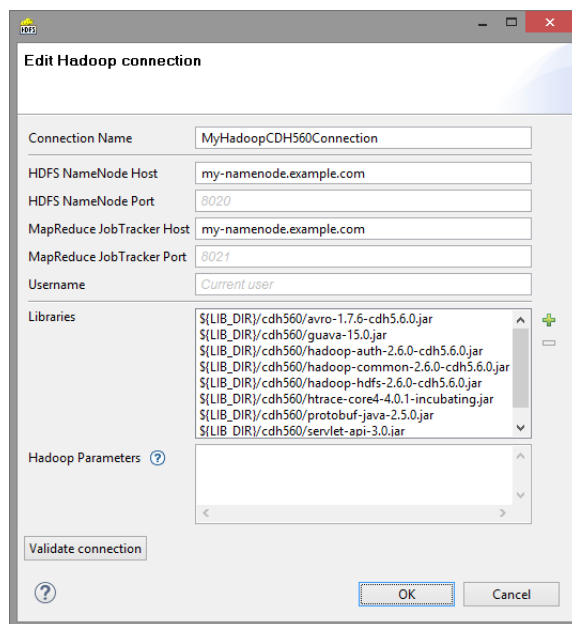 HDFS
Edit Hadoop connection
Connection Name MyHadoopCDH560Connection
HDFS NameNode Host my-namenode.example.com
HDFS NameNode Port 8020
MapReduce JobTracker Host my-namenode.example.com
MapReduce JobTracker Port 8021
Username Current user
Libraries ${LIB_DIR}/cdh560/avro-1.7.6-cdh5.6.0.jar
${LIB_DIR}/cdh560/guava-15.0.jar
${LIB_DIR}/cdh560/hadoop-auth-2.6.0-cdh5.6.0.jar
${LIB_DIR}/cdh560/hadoop-common-2.6.0-cdh5.6.0.jar
${LIB_DIR}/cdh560/hadoop-hdfs-2.6.0-cdh5.6.0.jar
${LIB_DIR}/cdh560/htrace-core4-4.0.1-incubating.jar
${LIB_DIR}/cdh560/protobuf-java-2.5.0.jar
${LIB_DIR}/cdh560/servlet-api-3.0.jar
Hadoop Parameters ?
Validate connection
? OK Cancel